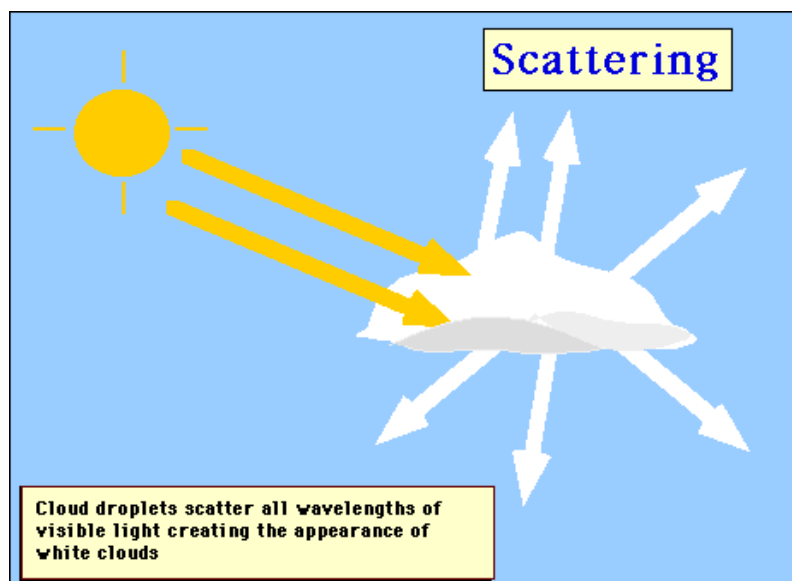 Scattering
Cloud droplets scatter all wavelengths of
visible light creating the appearance of
white clouds